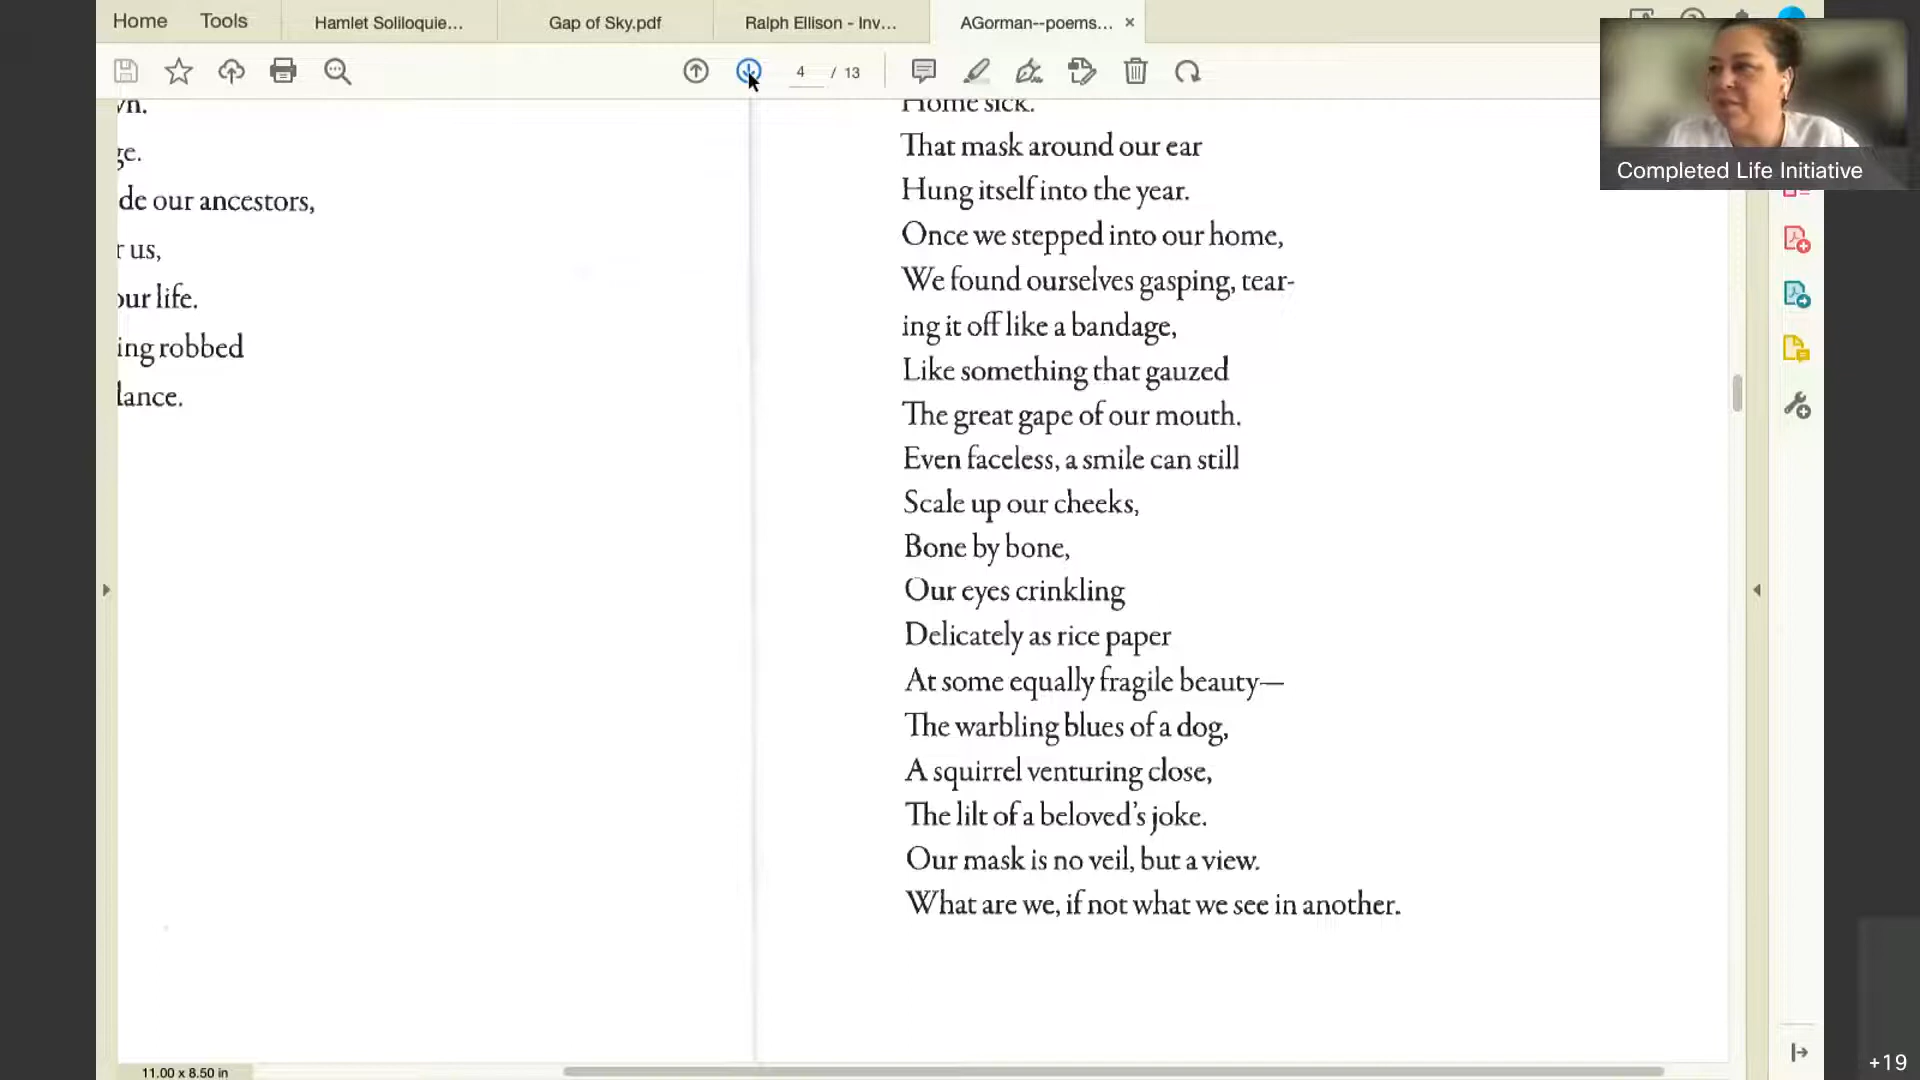 Home
Tools
Hamlet Soliloquie...
Gap of Sky.pdf
Ralph Ellison - Inv...
AGorman--poems...
4 / 13
Completed Life Initiative
de our ancestors,
us,
our life.
ing robbed
Home sick.
That mask around our ear
Hung itself into the year.
Once we stepped into our home,
We found ourselves gasping, tear-
ing it off like a bandage,
Like something that gauzed
The great gape of our mouth.
Even faceless, a smile can still
Scale up our cheeks,
Bone by bone,
Our eyes crinkling
Delicately as rice paper
At some equally fragile beauty—
The warbling blues of a dog,
A squirrel venturing close,
The lilt of a beloved's joke.
Our mask is no veil, but a view.
What are we, if not what we see in another.
11.00 x 8.50 in
+19